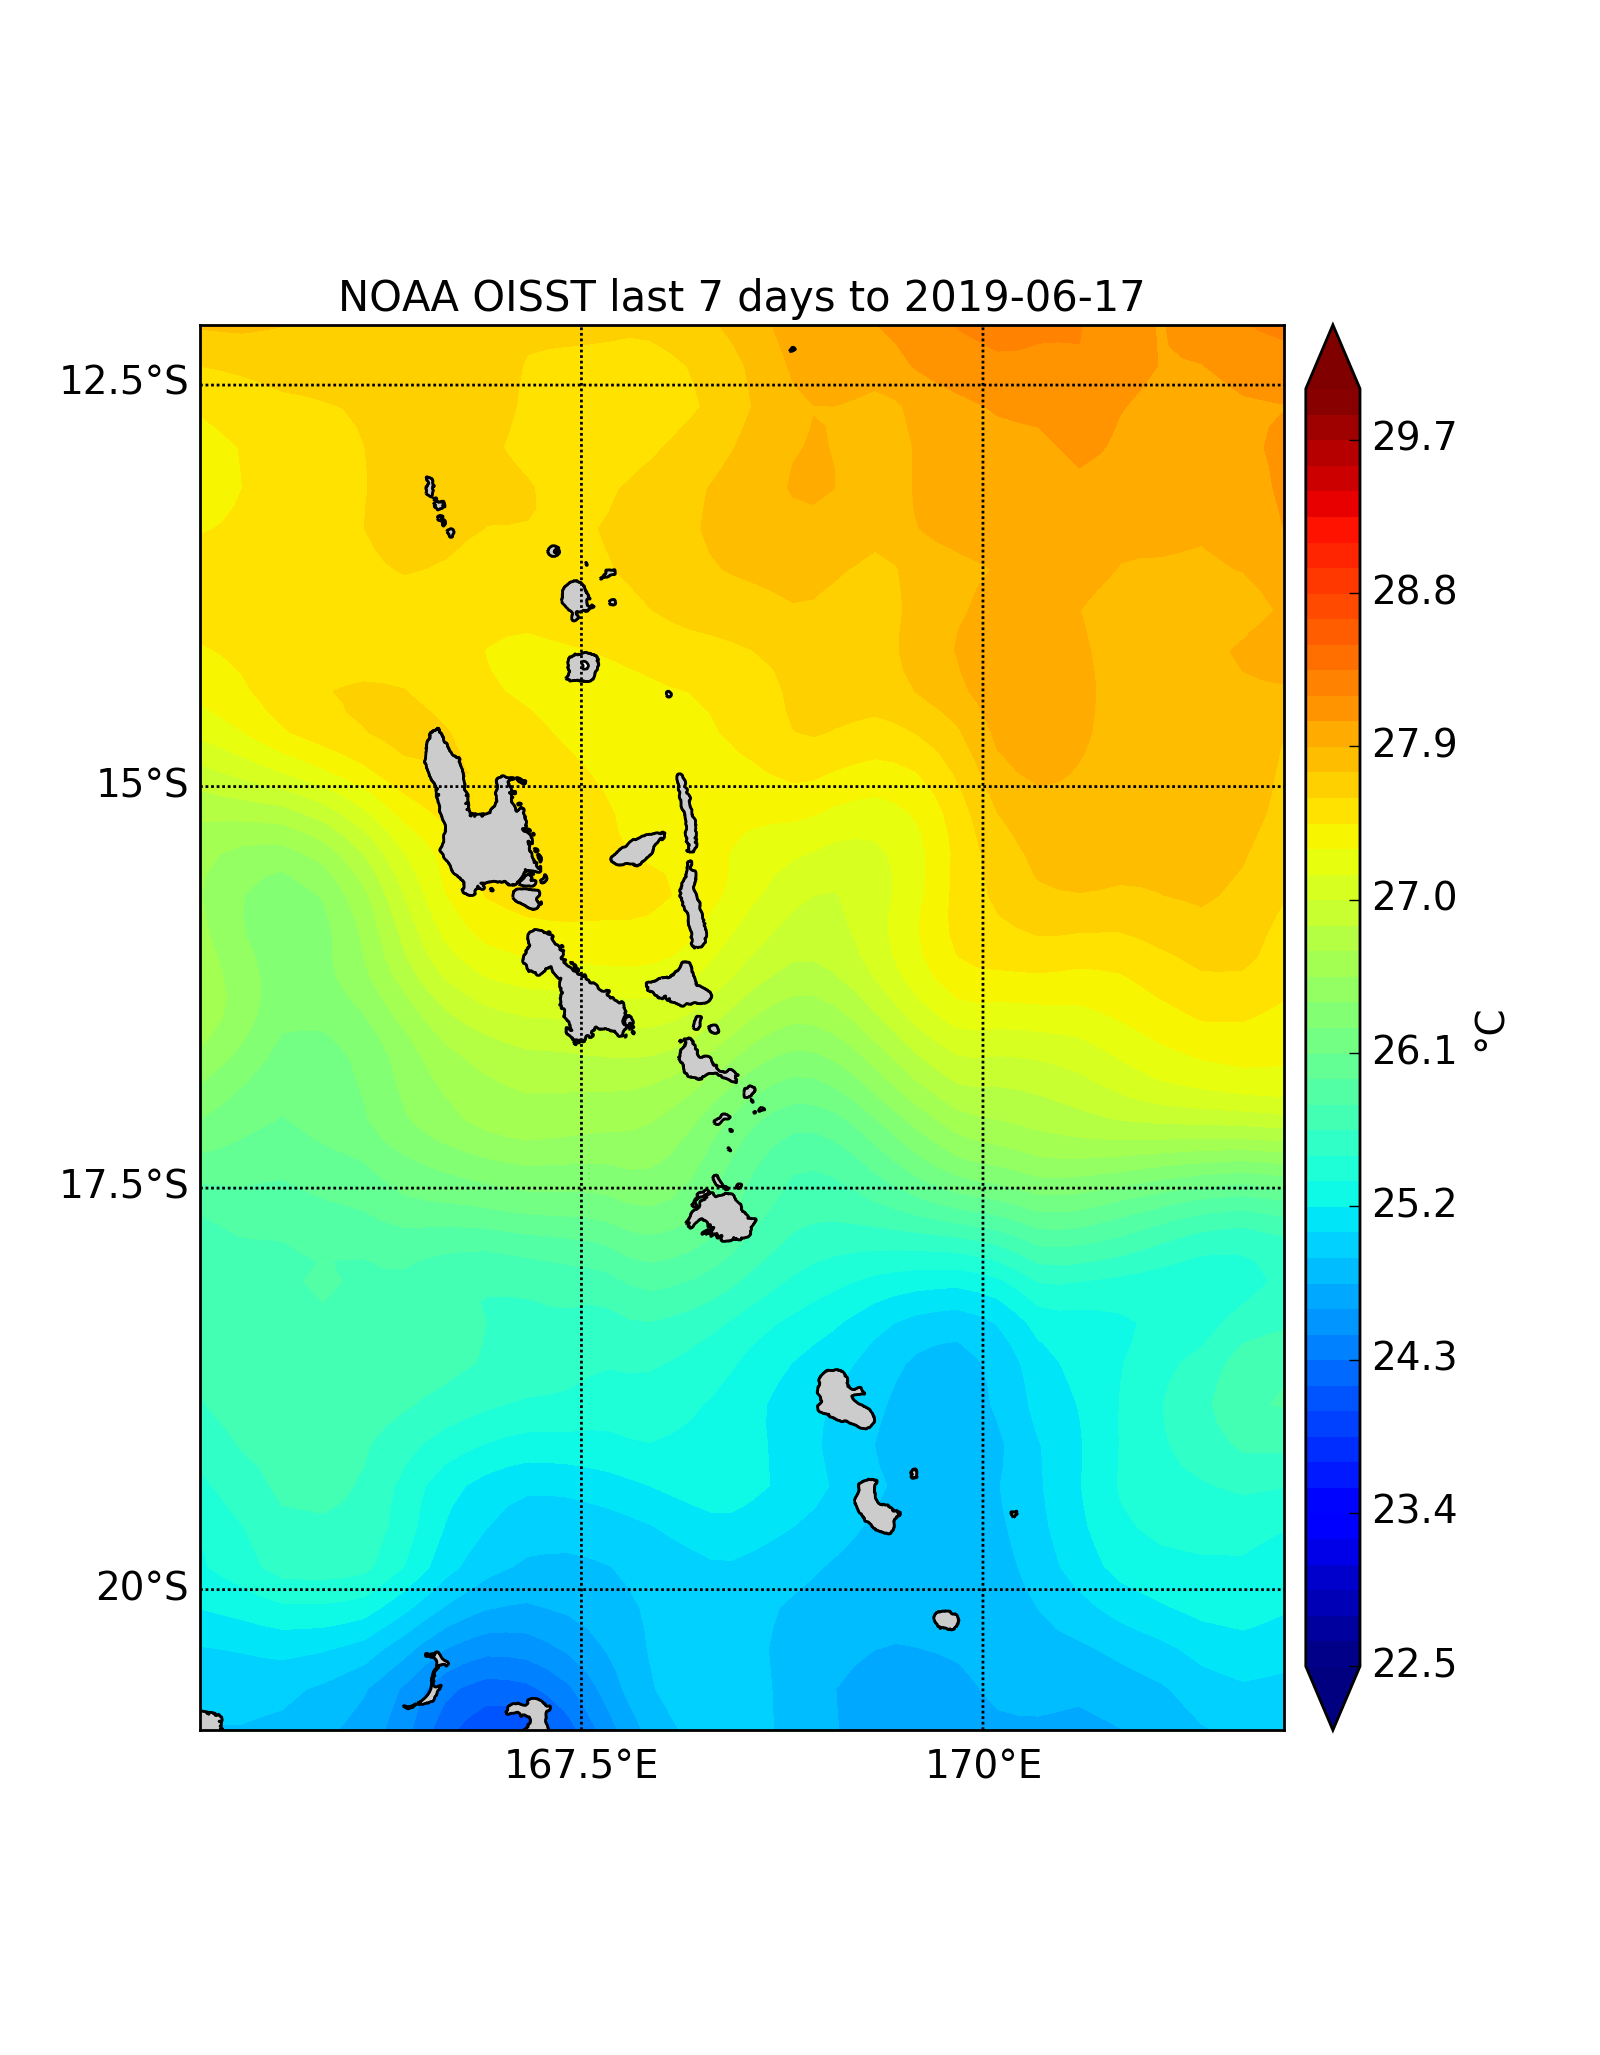 NOAA OISST last 7 days to 2019-06-17
12.5°S
15°S
17.5°S
20°S
167.5°E
170°E
29.7
28.8
27.9
27.0
26.1
25.2
24.3
23.4
22.5
°C